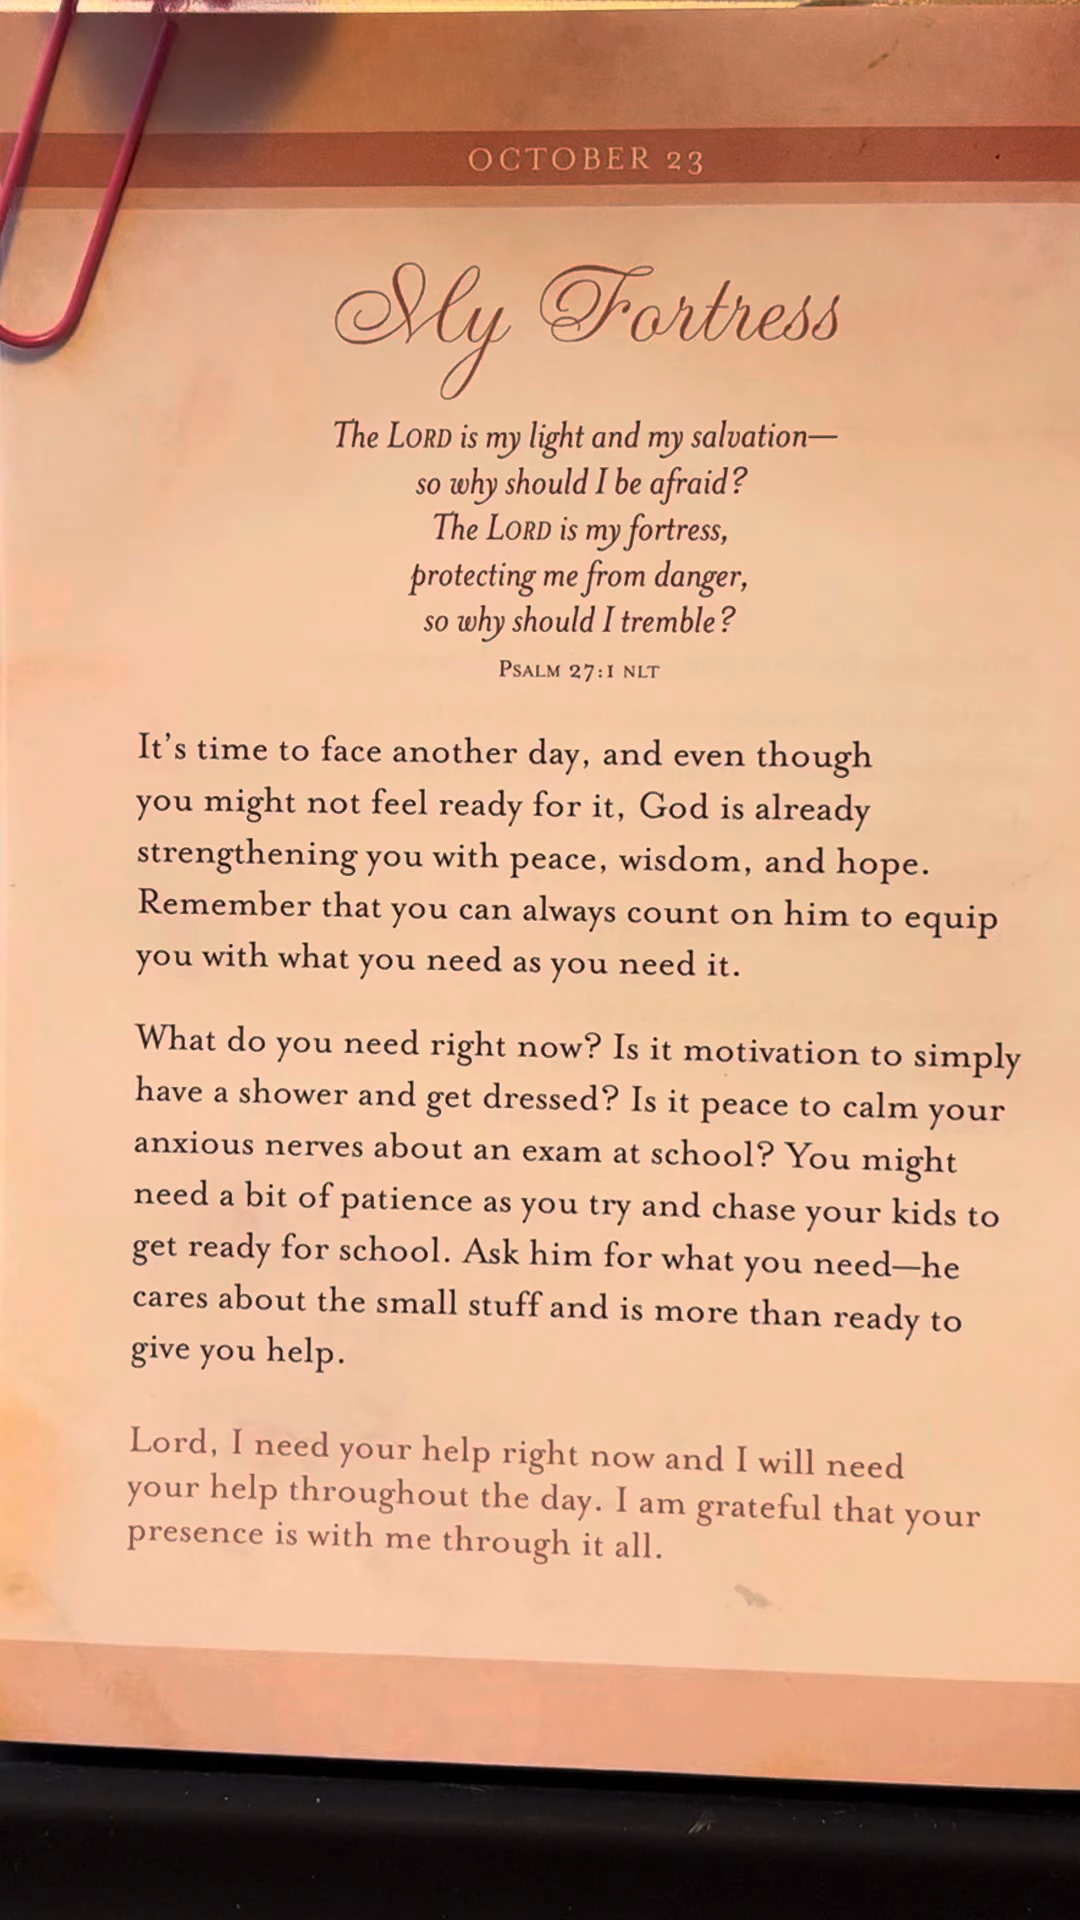 OCTOBER 23
My Fortress
The LORD is my light and my salvation—
so why should I be afraid?
The LORD is my fortress,
protecting me from danger,
so why should I tremble?
PSALM 27:1 NLT
It's time to face another day, and even though
you might not feel ready for it, God is already
strengthening you with peace, wisdom, and hope.
Remember that you can always count on him to equip
you with what you need as you need it.
What do you need right now? Is it motivation to simply
have a shower and get dressed? Is it peace to calm your
anxious nerves about an exam at school? You might
need a bit of patience as you try and chase your kids to
get ready for school. Ask him for what you need—he
cares about the small stuff and is more than ready to
give you help.
Lord, I need your help right now and I will need
your help throughout the day. I am grateful that your
presence is with me through it all.